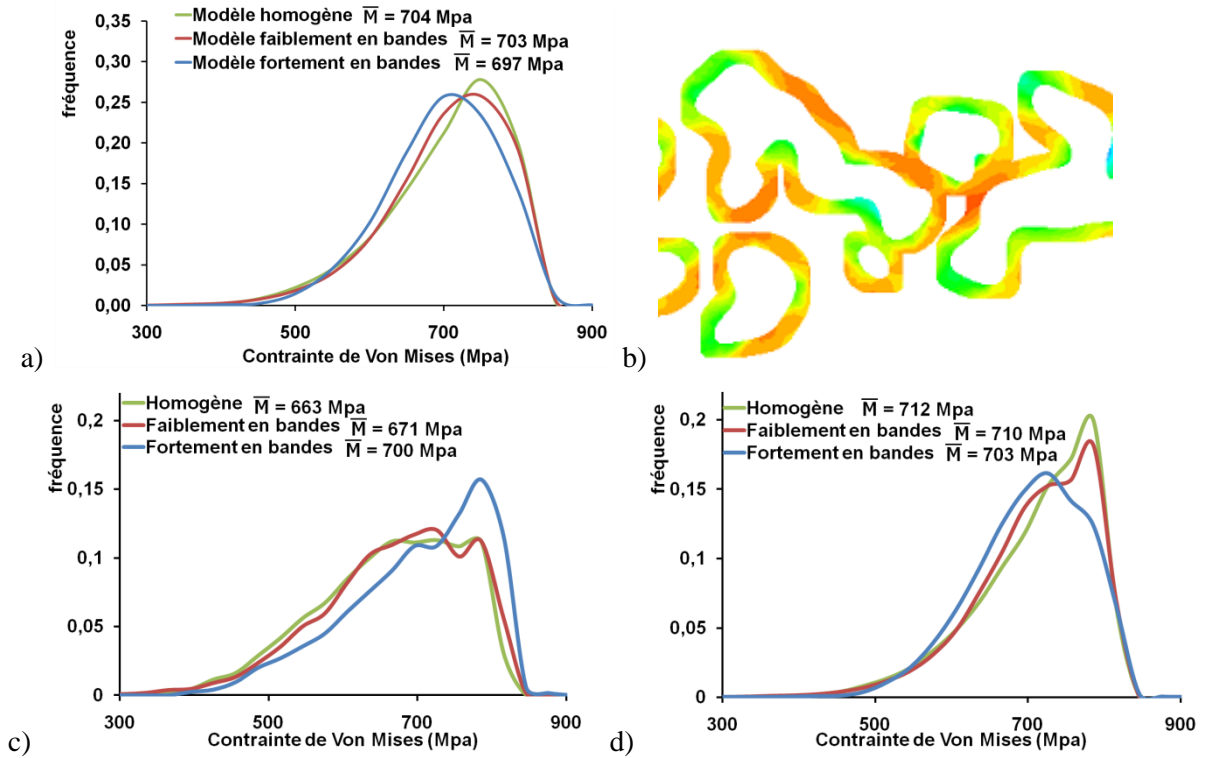 0,35
0,30
0,25
0,20
0,15
0,10
0,05
0,00
fréquence
Modèle homogène M̅ = 704 Mpa
Modèle faiblement en bandes M̅ = 703 Mpa
Modèle fortement en bandes M̅ = 697 Mpa
300 500 700 900
Contrainte de Von Mises (Mpa)
a)
b)
0,2
0,15
0,1
0,05
0
fréquence
Homogène M̅ = 663 Mpa
Faiblement en bandes M̅ = 671 Mpa
Fortement en bandes M̅ = 700 Mpa
300 500 700 900
Contrainte de Von Mises (Mpa)
c)
0,2
0,15
0,1
0,05
0
fréquence
Homogène M̅ = 712 Mpa
Faiblement en bandes M̅ = 710 Mpa
Fortement en bandes M̅ = 703 Mpa
300 500 700 900
Contrainte de Von Mises (Mpa)
d)